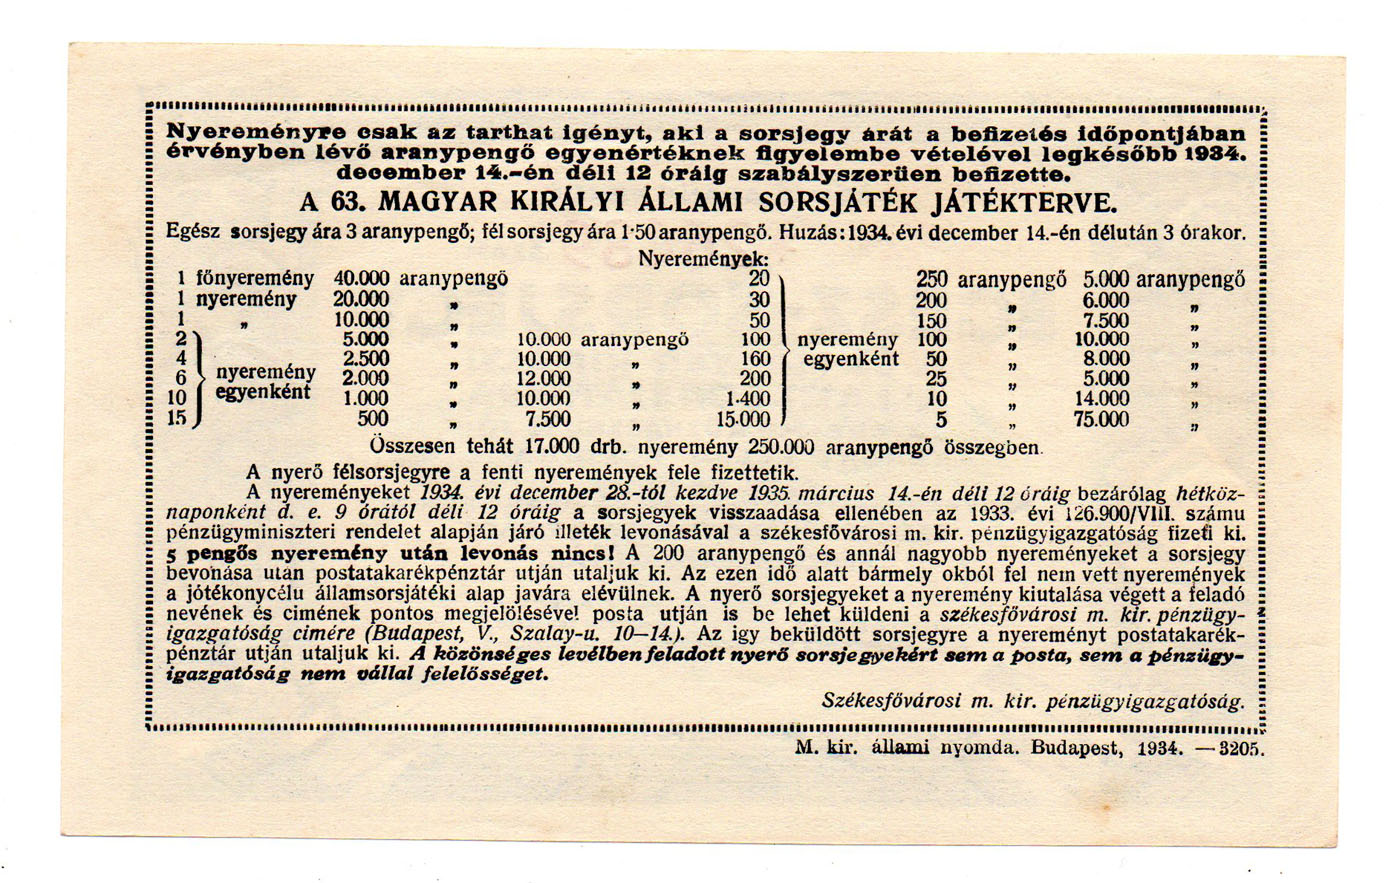 Nyereményre csak az tarthat igényt, aki a sorsjegy árát a befizetés időpontjában
érvényben lévő aranypengő egyenértéknek figyelembe vételével legkésőbb 1934.
december 14.-én déli 12 óráig szabályszerüen befizette.
A 63. MAGYAR KIRÁLYI ÁLLAMI SORSJÁTÉK JÁTÉKTERVE.
Egész sorsjegy ára 3 aranypengő; fél sorsjegy ára 1·50 aranypengő. Huzás: 1934. évi december 14.-én délután 3 órakor.
Nyeremények:
1 főnyeremény 40.000 aranypengő 20 250 aranypengő 5.000 aranypengő
1 nyeremény 20.000 „ 30 200 „ 6.000 „
1 „ 10.000 „ 50 150 „ 7.500 „
2 5.000 „ 10.000 aranypengő 100 nyeremény 100 „ 10.000 „
4 2.500 „ 10.000 „ 160 egyenként 50 „ 8.000 „
6 nyeremény 2.000 „ 12.000 „ 200 25 „ 5.000 „
10 egyenként 1.000 „ 10.000 „ 1·400 10 „ 14.000 „
15 500 „ 7.500 „ 15·000 5 „ 75.000 „
Összesen tehát 17.000 drb. nyeremény 250.000 aranypengő összegben.
A nyerő félsorsjegyre a fenti nyeremények fele fizettetik.
A nyereményeket 1934. évi december 28.-tól kezdve 1935. március 14.-én déli 12 óráig bezárólag hétköz-
naponként d. e. 9 órától déli 12 óráig a sorsjegyek visszaadása ellenében az 1933. évi 126.900/VIII. számu
pénzügyminiszteri rendelet alapján járó illeték levonásával a székesfővárosi m. kir. pénzügyigazgatóság fizeti ki.
5 pengős nyeremény után levonás nincs! A 200 aranypengő és annál nagyobb nyereményeket a sorsjegy
bevonása után postatakarékpénztár utján utaljuk ki. Az ezen idő alatt bármely okból fel nem vett nyeremények
a jótékonycélu államsorsjátéki alap javára elévülnek. A nyerő sorsjegyeket a nyeremény kiutalása végett a feladó
nevének és cimének pontos megjelölésével posta utján is be lehet küldeni a székesfővárosi m. kir. pénzügy-
igazgatóság cimére (Budapest, V., Szalay-u. 10—14.). Az igy beküldött sorsjegyre a nyereményt postatakarék-
pénztár utján utaljuk ki. A közönséges levélben feladott nyerő sorsjegyekért sem a posta, sem a pénzügy-
igazgatóság nem vállal felelősséget.
Székesfővárosi m. kir. pénzügyigazgatóság.
M. kir. állami nyomda. Budapest, 1934. — 3205.